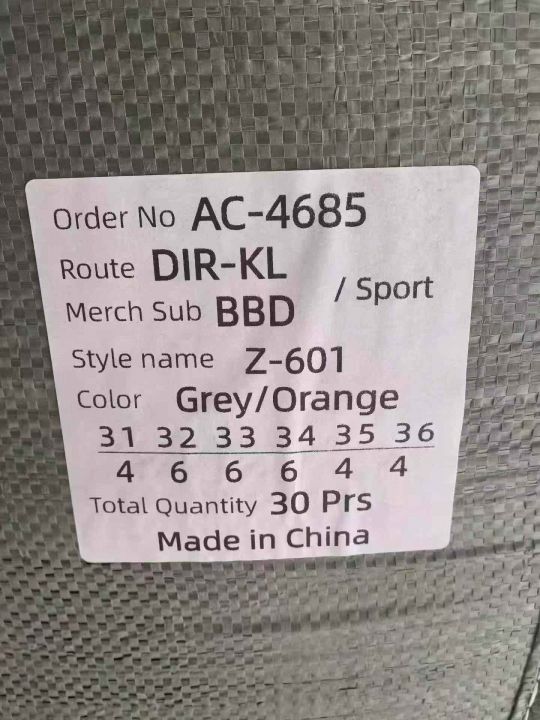 Order No AC-4685
Route DIR-KL
/ Sport
Merch Sub BBD
Style name Z-601
Color Grey/Orange
31 32 33 34 35 36
4 6 6 6 4 4
Total Quantity 30 Prs
Made in China